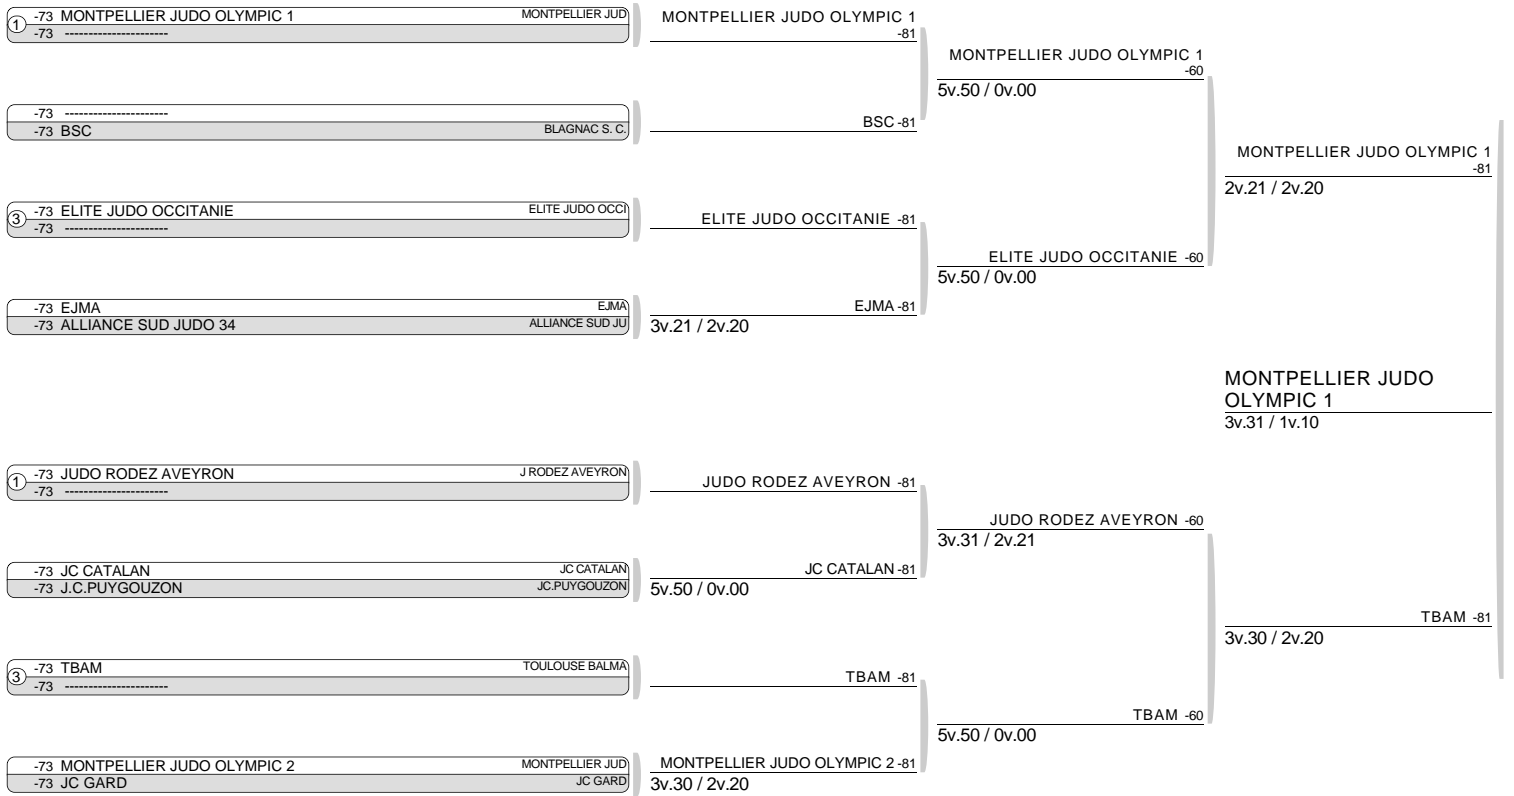 1 -73 MONTPELLIER JUDO OLYMPIC 1 MONTPELLIER JUD
-73 ----------------------
-73 ----------------------
-73 BSC BLAGNAC S. C.
3 -73 ELITE JUDO OCCITANIE ELITE JUDO OCCI
-73 ----------------------
-73 EJMA EJMA
-73 ALLIANCE SUD JUDO 34 ALLIANCE SUD JU
1 -73 JUDO RODEZ AVEYRON J RODEZ AVEYRON
-73 ----------------------
-73 JC CATALAN JC CATALAN
-73 J.C.PUYGOUZON JC.PUYGOUZON
3 -73 TBAM TOULOUSE BALMA
-73 ----------------------
-73 MONTPELLIER JUDO OLYMPIC 2 MONTPELLIER JUD
-73 JC GARD JC GARD
MONTPELLIER JUDO OLYMPIC 1
-81
BSC -81
ELITE JUDO OCCITANIE -81
EJMA -81
3v.21 / 2v.20
JUDO RODEZ AVEYRON -81
JC CATALAN -81
5v.50 / 0v.00
TBAM -81
MONTPELLIER JUDO OLYMPIC 2 -81
3v.30 / 2v.20
MONTPELLIER JUDO OLYMPIC 1
-60
5v.50 / 0v.00
ELITE JUDO OCCITANIE -60
5v.50 / 0v.00
JUDO RODEZ AVEYRON -60
3v.31 / 2v.21
TBAM -60
5v.50 / 0v.00
MONTPELLIER JUDO OLYMPIC 1
-81
2v.21 / 2v.20
MONTPELLIER JUDO
OLYMPIC 1
3v.31 / 1v.10
TBAM -81
3v.30 / 2v.20